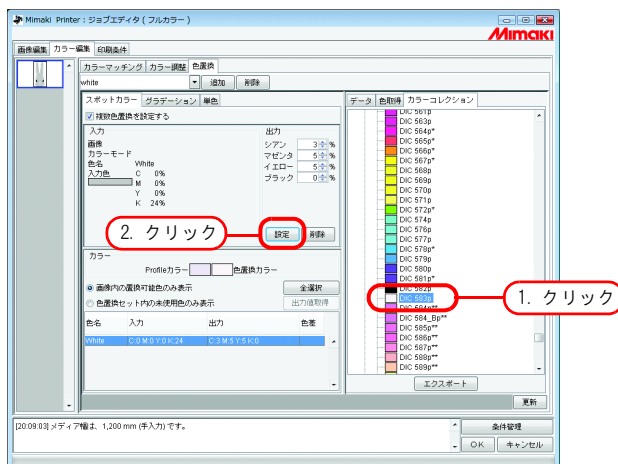 Mimaki Printer：ジョブエディタ ( フルカラー )
Mimaki
画像編集 カラー編集 印刷条件
カラーマッチング カラー調整 色置換
white 追加 削除
スポットカラー グラデーション 単色
複数色置換を設定する
入力
画像
カラーモード
色名 White
入力色 C 0%
M 0%
Y 0%
K 24%
出力
シアン 3 %
マゼンタ 5 %
イエロー 5 %
ブラック 0 %
2. クリック
設定 削除
カラー
Profileカラー 色置換カラー
画像内の置換可能色のみ表示 全選択
色置換セット内の未使用色のみ表示 出力値取得
色名 入力 出力 色差
White C:0 M:0 Y:0 K:24 C:3 M:5 Y:5 K:0
データ 色取得 カラーコレクション
DIC 561p
DIC 563p
DIC 564p*
DIC 565p*
DIC 566p*
DIC 567p*
DIC 568p
DIC 569p
DIC 570p
DIC 571p
DIC 572p*
DIC 574p
DIC 576p
DIC 577p
DIC 578p*
DIC 579p
DIC 580p
DIC 581p*
DIC 582p
DIC 583p
1. クリック
DIC 584p**
DIC 584_Bp**
DIC 585p**
DIC 586p**
DIC 587p**
DIC 588p**
DIC 589p**
エクスポート
更新
[20:09:03] メディア幅は、1,200 mm (手入力) です。
条件管理
OK キャンセル